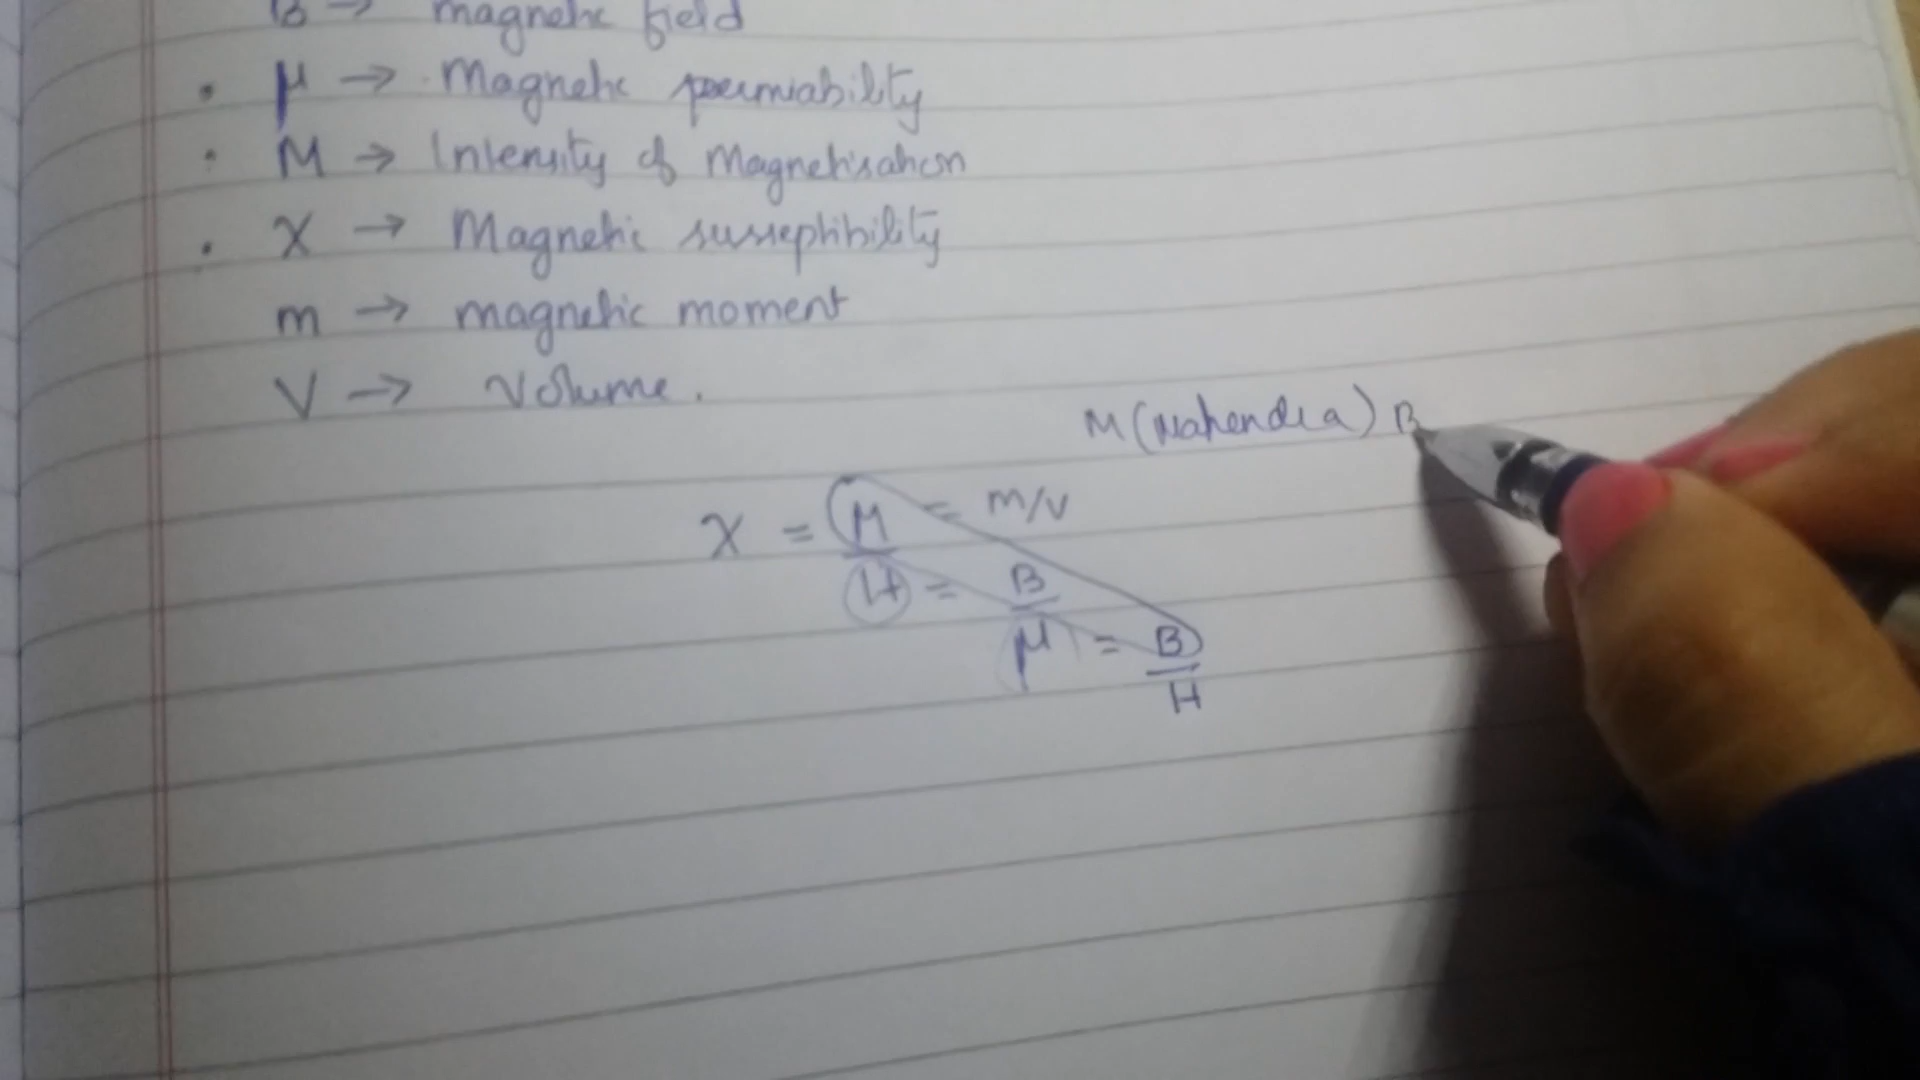 B → magnetic field
• μ → Magnetic permiability
• M → Intensity of Magnetisation
• χ → Magnetic susseptibility
m → magnetic moment
V → Volume.
M (Mahendra) B
χ = M = m/v
H = B
μ = B
H